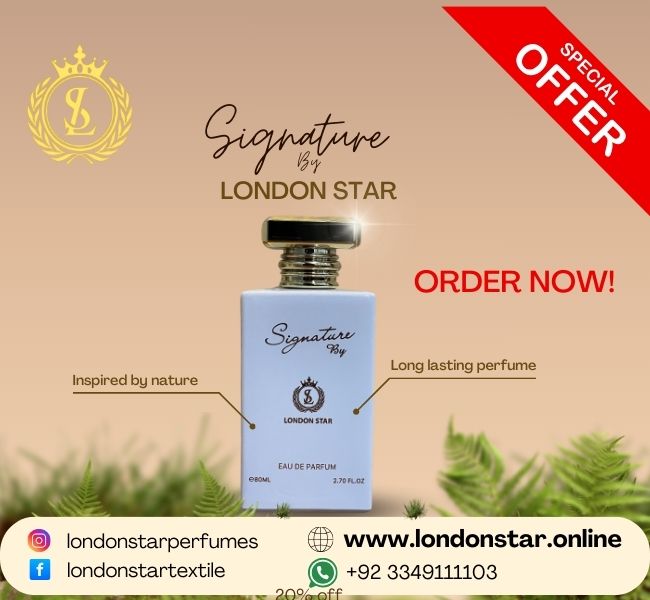 SPECIAL
OFFER
SL
Signature
By
LONDON STAR
ORDER NOW!
Signature
By
Long lasting perfume
Inspired by nature
SL
LONDON STAR
EAU DE PARFUM
℮80ML 2.70 FL.OZ
londonstarperfumes
www.londonstar.online
londonstartextile
+92 3349111103
20% off